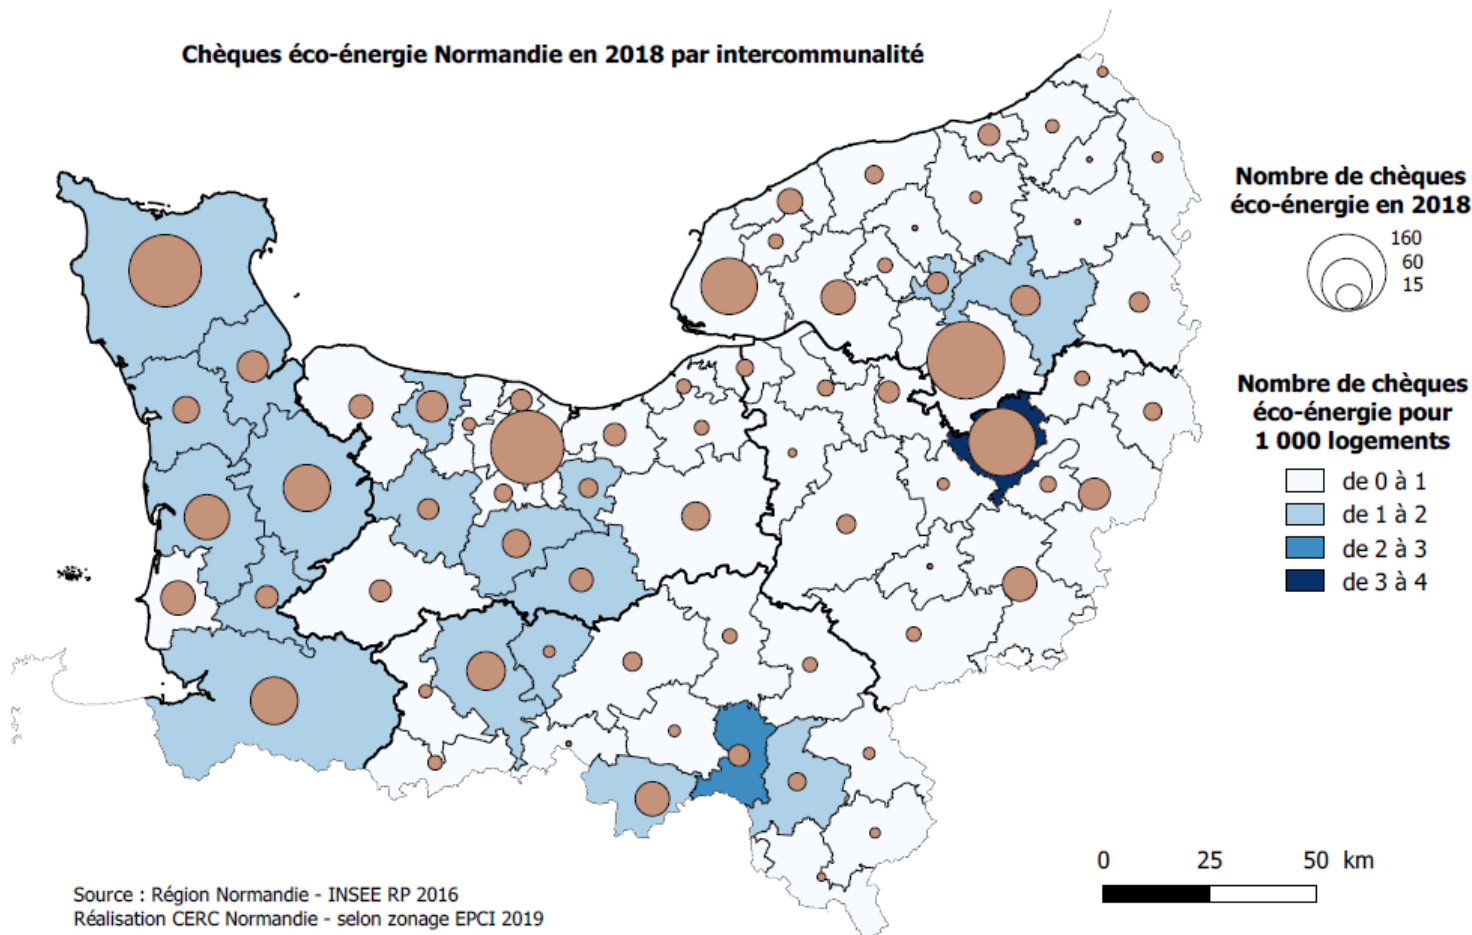 Chèques éco-énergie Normandie en 2018 par intercommunalité
Nombre de chèques
éco-énergie en 2018
160
60
15
Nombre de chèques
éco-énergie pour
1 000 logements
de 0 à 1
de 1 à 2
de 2 à 3
de 3 à 4
0 25 50 km
Source : Région Normandie - INSEE RP 2016
Réalisation CERC Normandie - selon zonage EPCI 2019